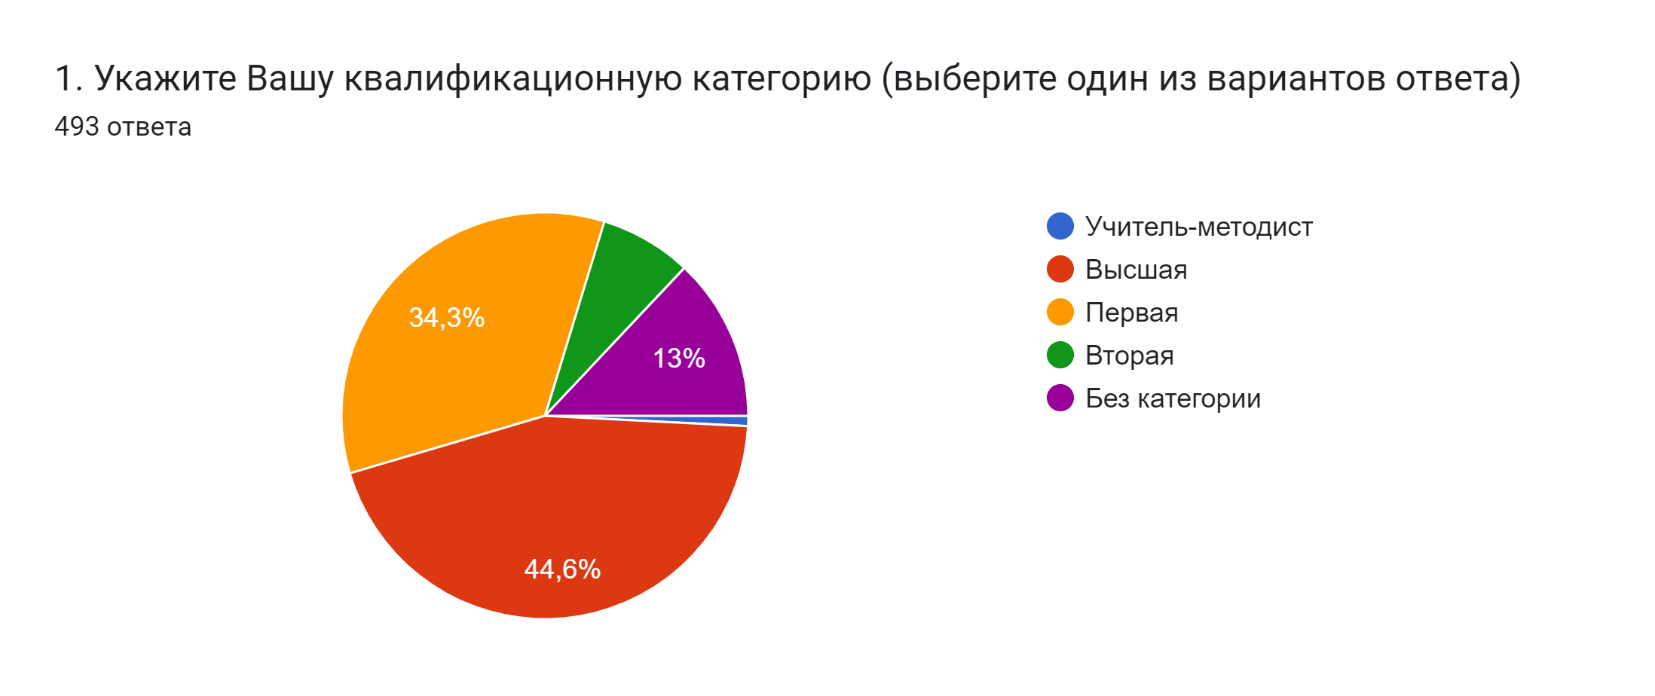 1. Укажите Вашу квалификационную категорию (выберите один из вариантов ответа)
493 ответа
Учитель-методист
Высшая
Первая
Вторая
Без категории
34,3%
13%
44,6%